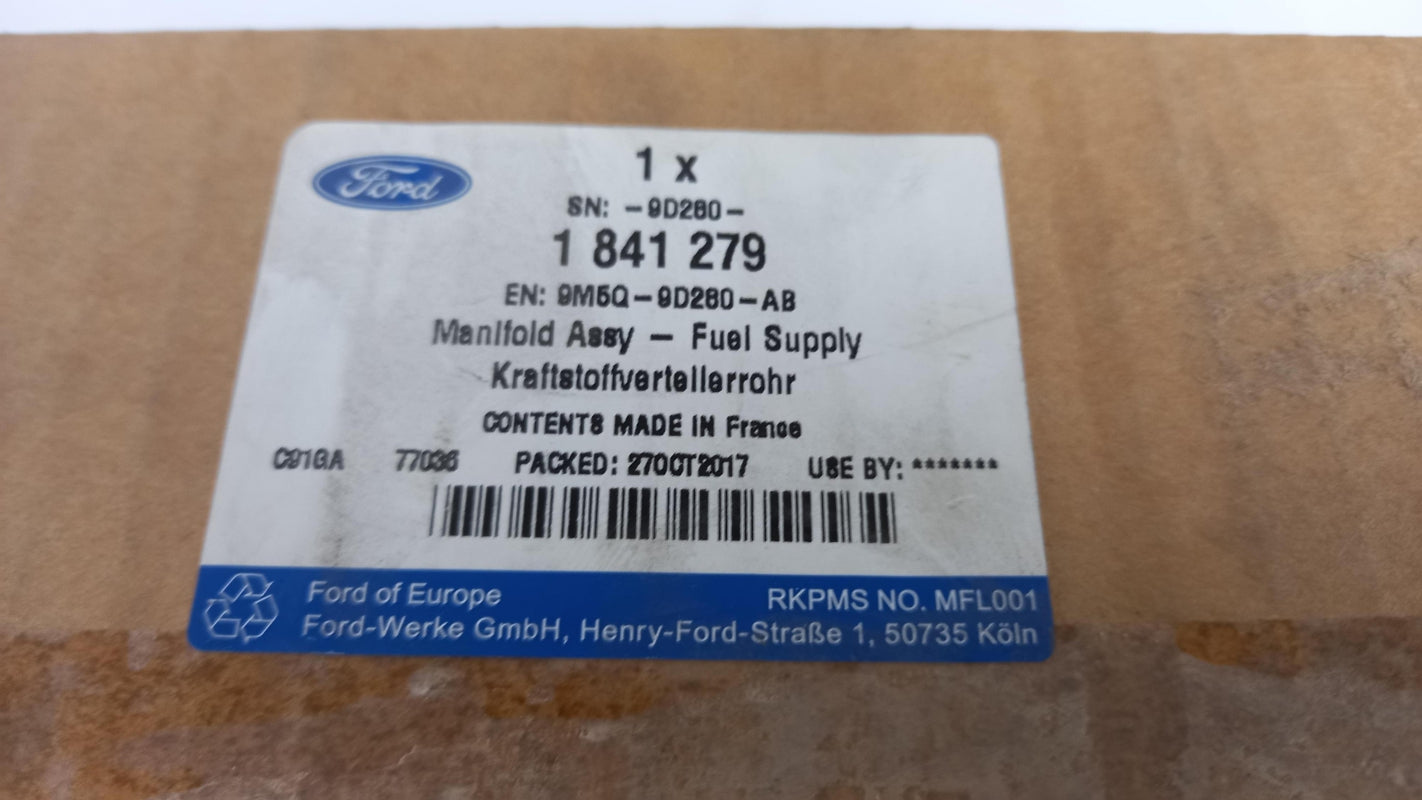 Ford
1 x
SN: -9D280-
1 841 279
EN: 9M5Q-9D280-AB
Manifold Assy - Fuel Supply
Kraftstoffverteilerrohr
CONTENTS MADE IN France
C91GA 77036 PACKED: 27OCT2017 USE BY: *******
Ford of Europe RKPMS NO. MFL001
Ford-Werke GmbH, Henry-Ford-Straße 1, 50735 Köln